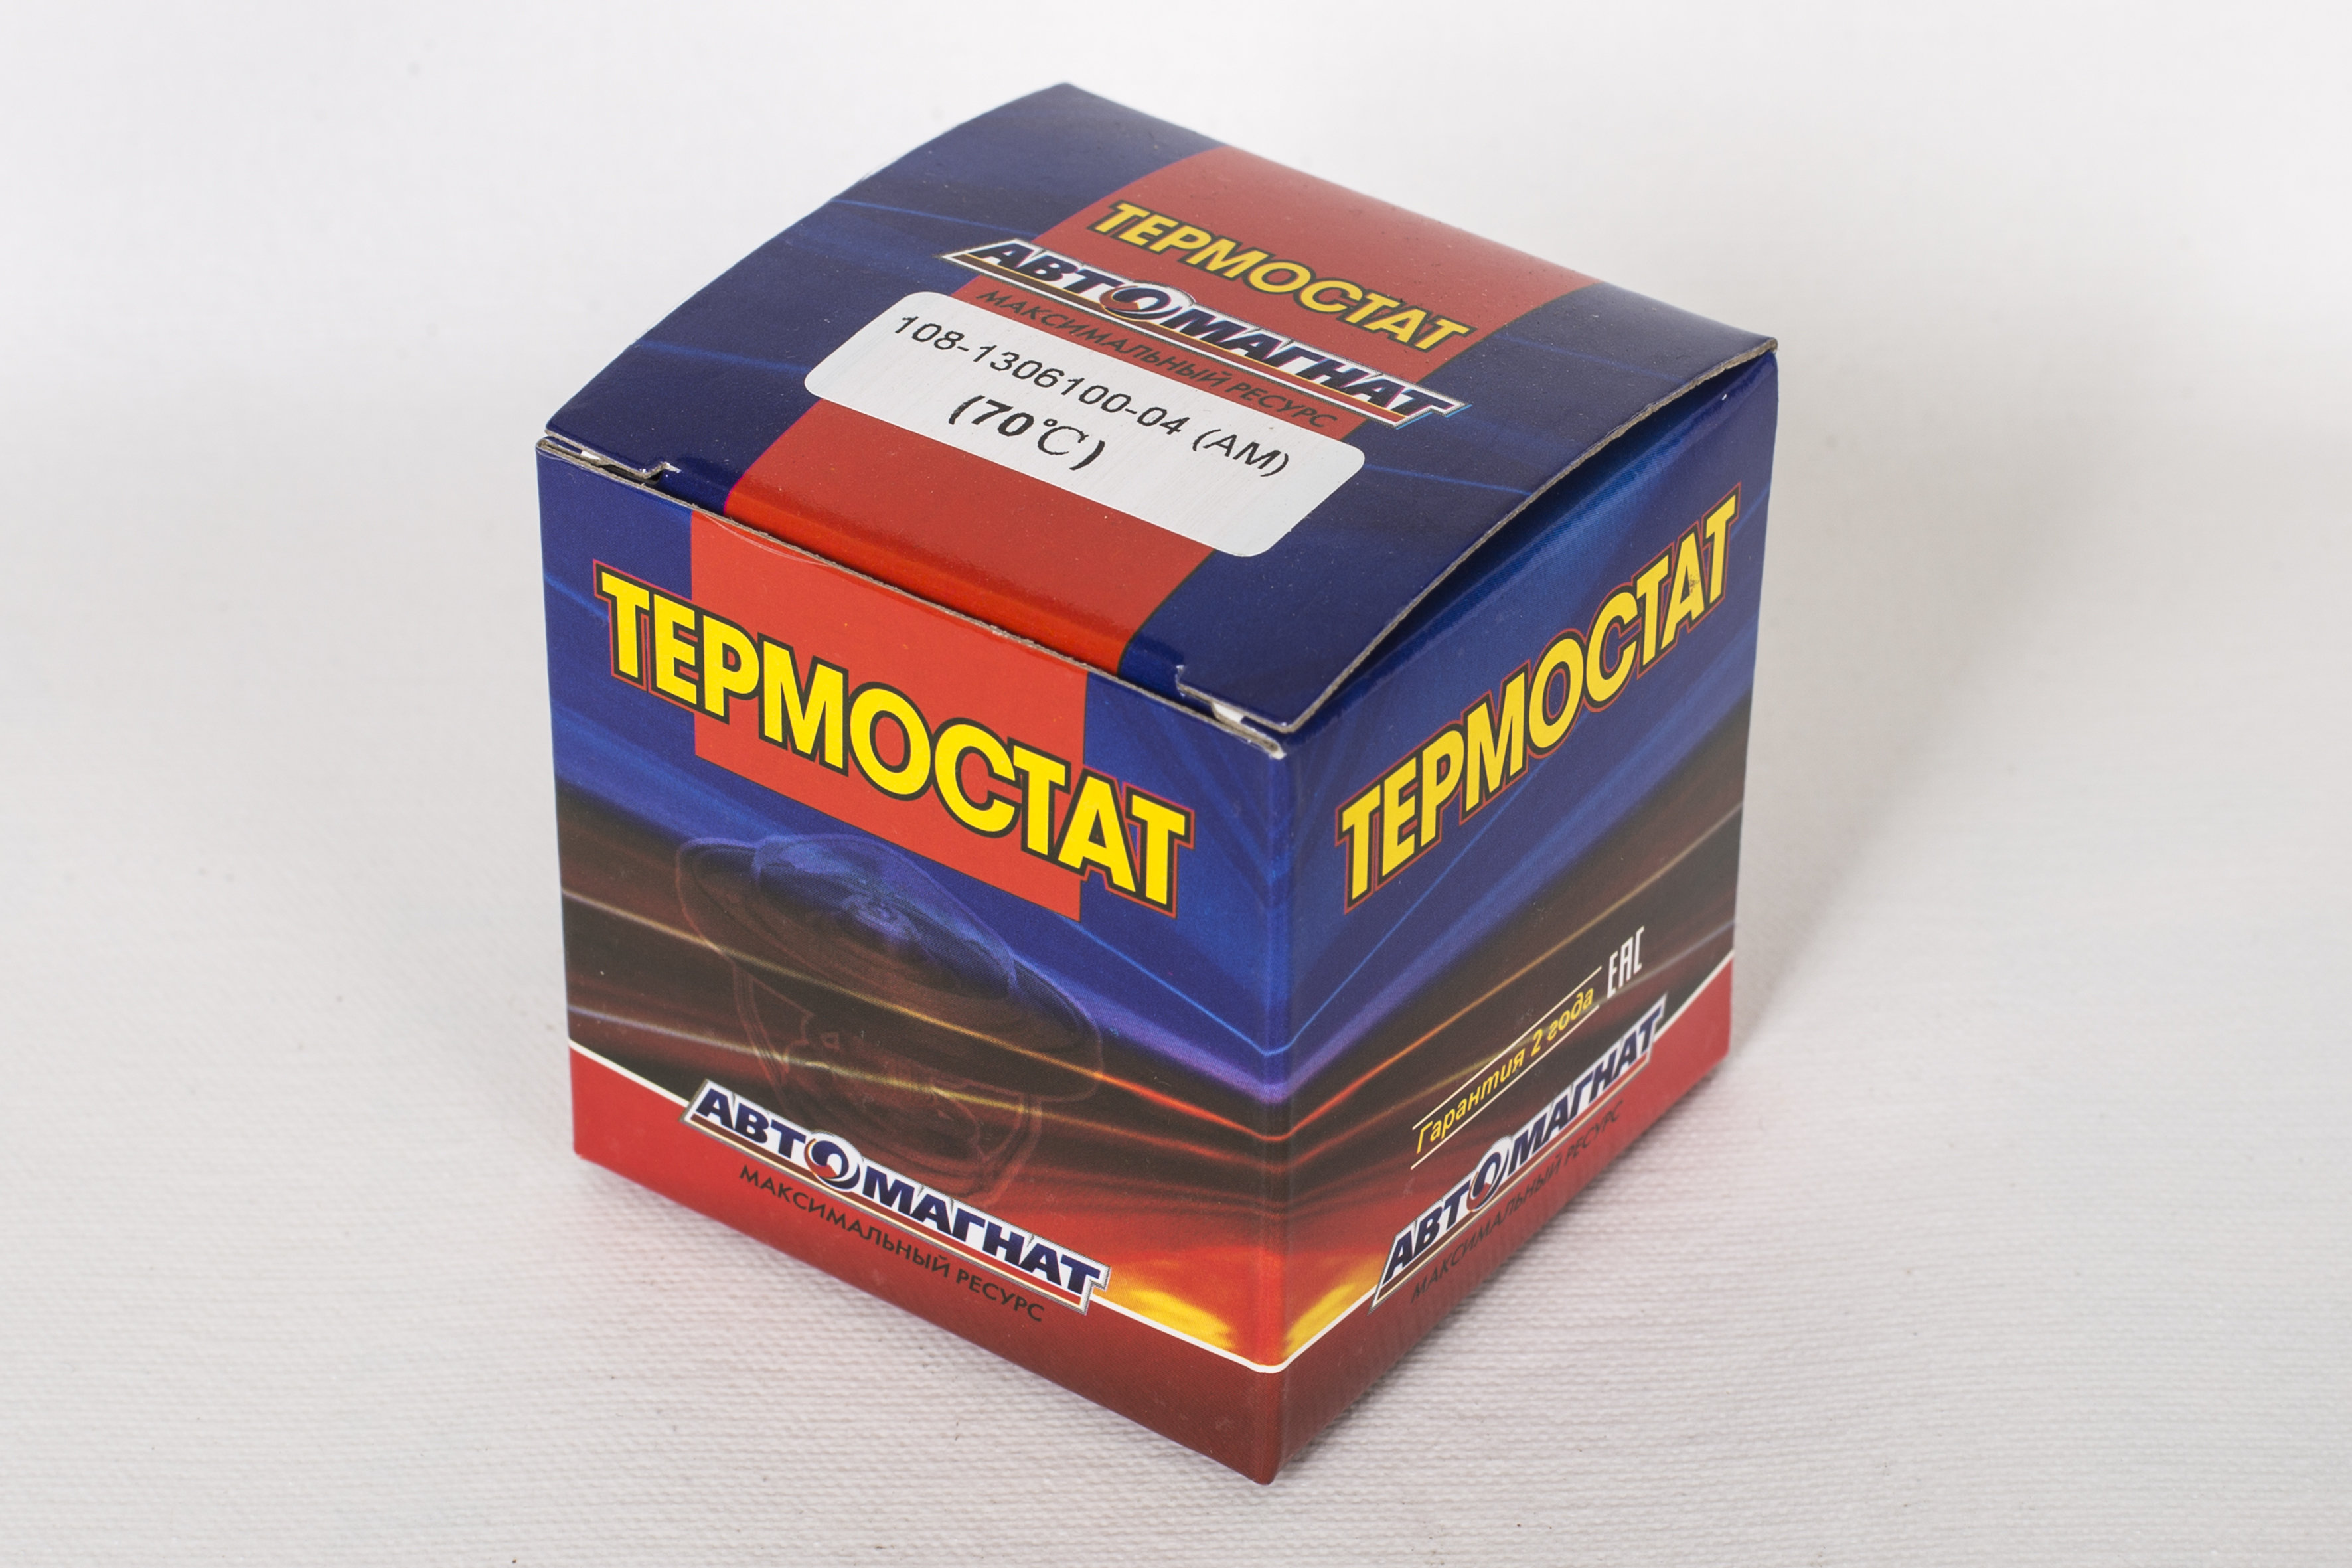 ТЕРМОСТАТ
АВТОМАГНАТ
МАКСИМАЛЬНЫЙ РЕСУРС
108-1306100-04 (АМ)
(70℃)
ТЕРМОСТАТ
АВТОМАГНАТ
МАКСИМАЛЬНЫЙ РЕСУРС
ТЕРМОСТАТ
Гарантия 2 года
ЕАС
АВТОМАГНАТ
МАКСИМАЛЬНЫЙ РЕСУРС